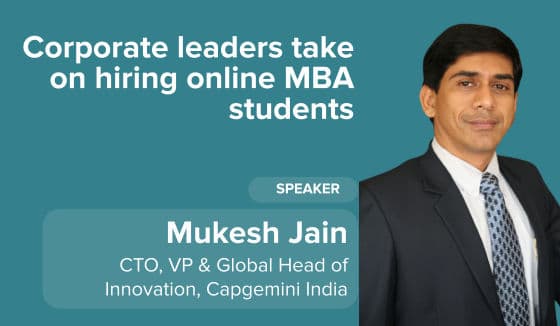 Corporate leaders take
on hiring online MBA
students
SPEAKER
Mukesh Jain
CTO, VP & Global Head of
Innovation, Capgemini India